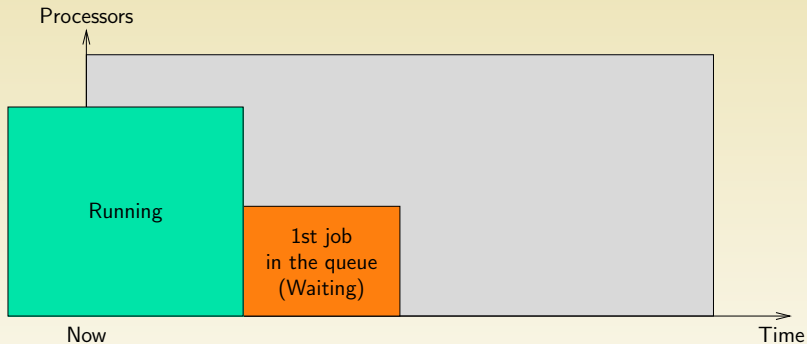 Processors
Running
1st job
in the queue
(Waiting)
Now
Time